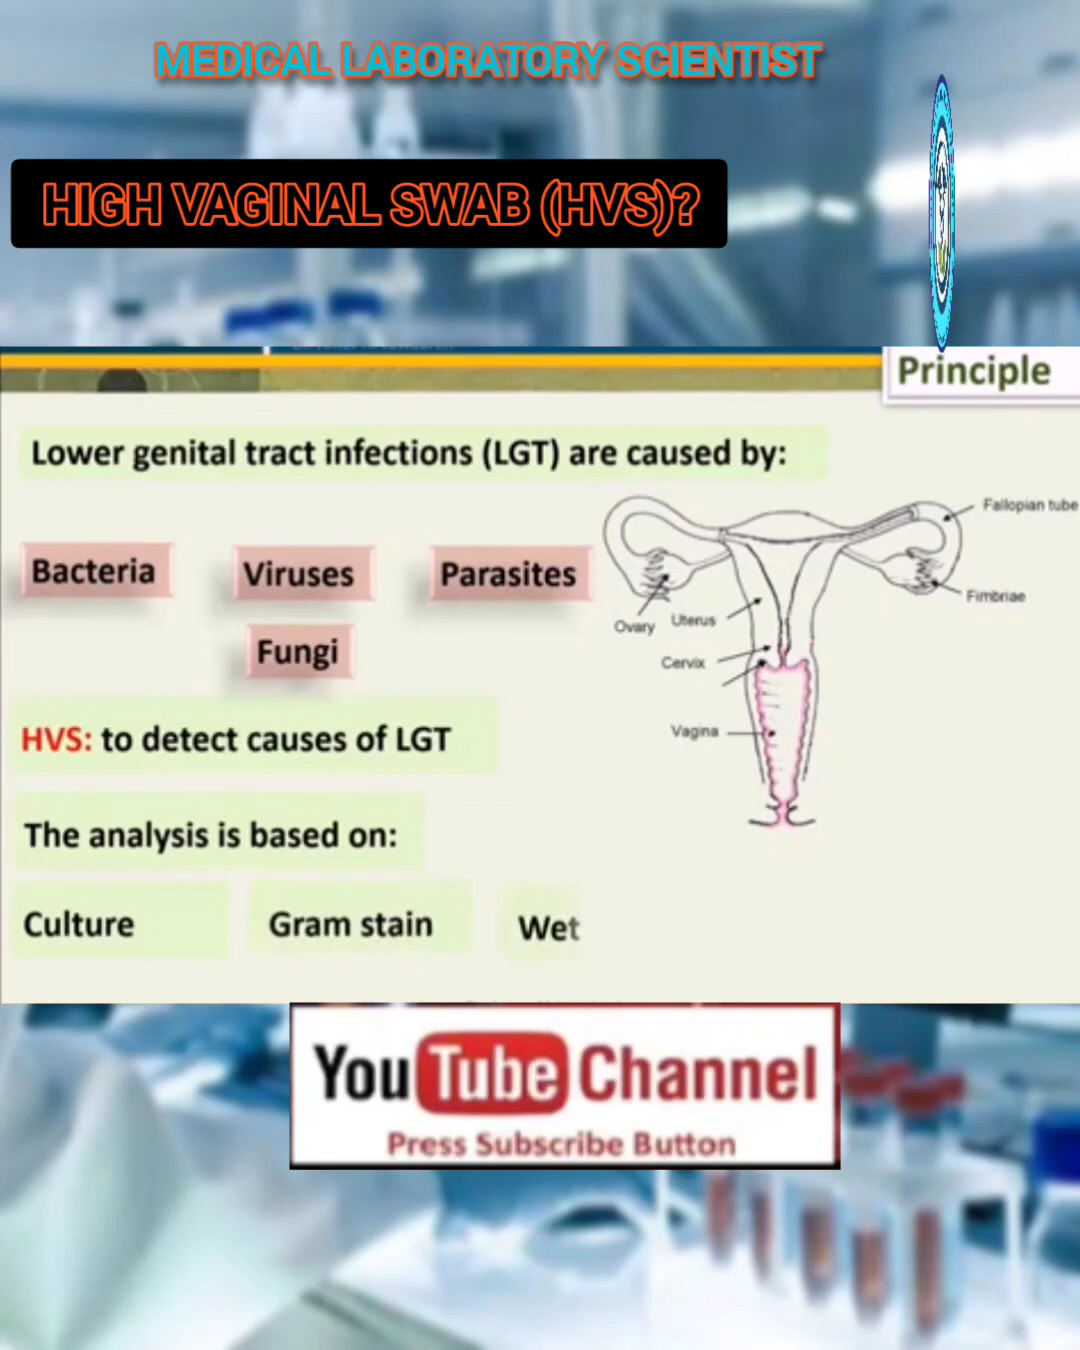 MEDICAL LABORATORY SCIENTIST
HIGH VAGINAL SWAB (HVS)?
Principle
Lower genital tract infections (LGT) are caused by:
Bacteria
Viruses
Parasites
Fungi
Fallopian tube
Fimbriae
Ovary
Uterus
Cervix
Vagina
HVS: to detect causes of LGT
The analysis is based on:
Culture
Gram stain
Wet
YouTube Channel
Press Subscribe Button